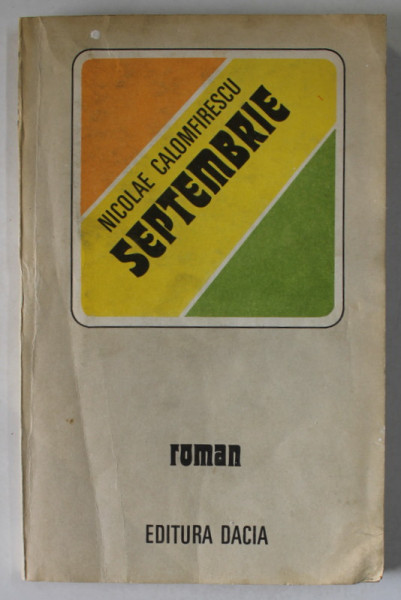 NICOLAE CALOMFIRESCU
SEPTEMBRIE
roman
EDITURA DACIA